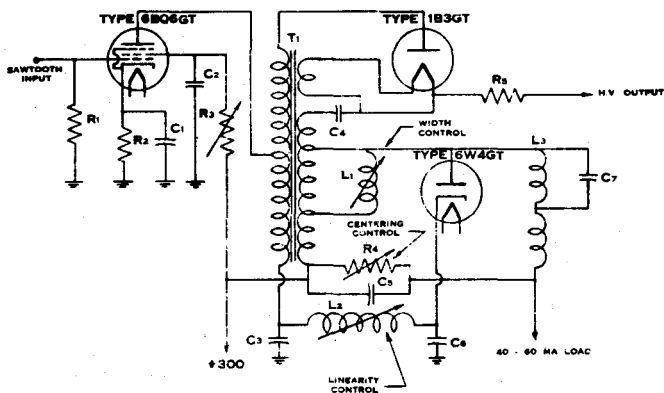 TYPE 6BQ6GT
TYPE 1B3GT
T1
SAWTOOTH
INPUT
C2
R3
R5
H.V. OUTPUT
R1
R2
C1
C4
WIDTH
CONTROL
TYPE 6W4GT
L3
L1
C7
CENTERING
CONTROL
R4
C5
L2
C3
C6
+300
40 - 60 MA LOAD
LINEARITY
CONTROL